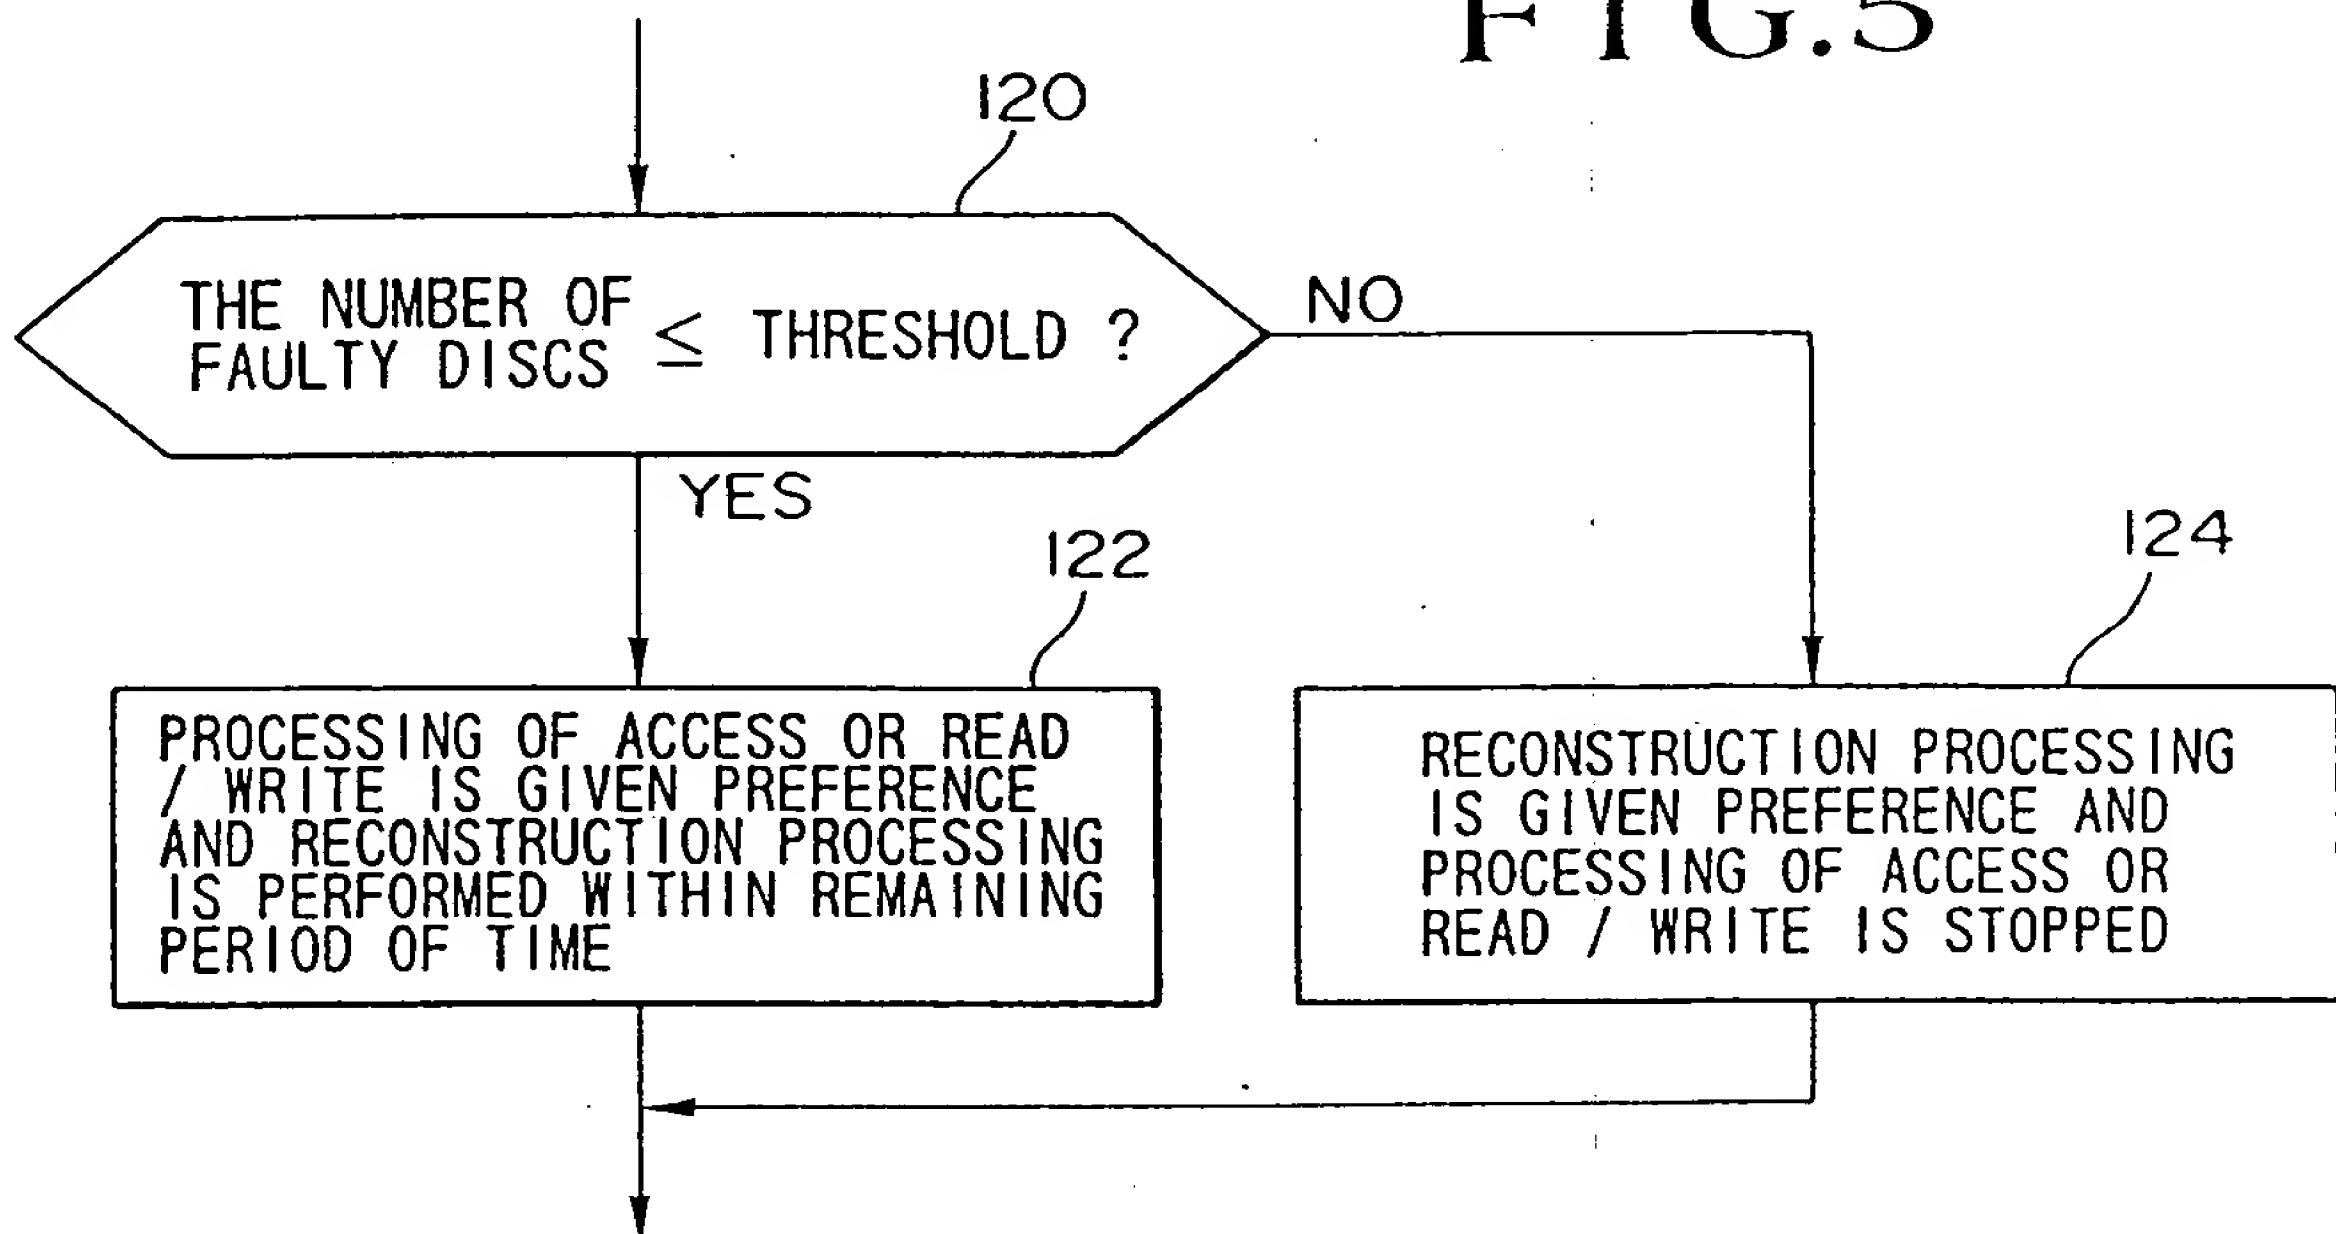 FIG.5
120
THE NUMBER OF
FAULTY DISCS ≤ THRESHOLD ?
NO
YES
122
124
PROCESSING OF ACCESS OR READ
/ WRITE IS GIVEN PREFERENCE
AND RECONSTRUCTION PROCESSING
IS PERFORMED WITHIN REMAINING
PERIOD OF TIME
RECONSTRUCTION PROCESSING
IS GIVEN PREFERENCE AND
PROCESSING OF ACCESS OR
READ / WRITE IS STOPPED